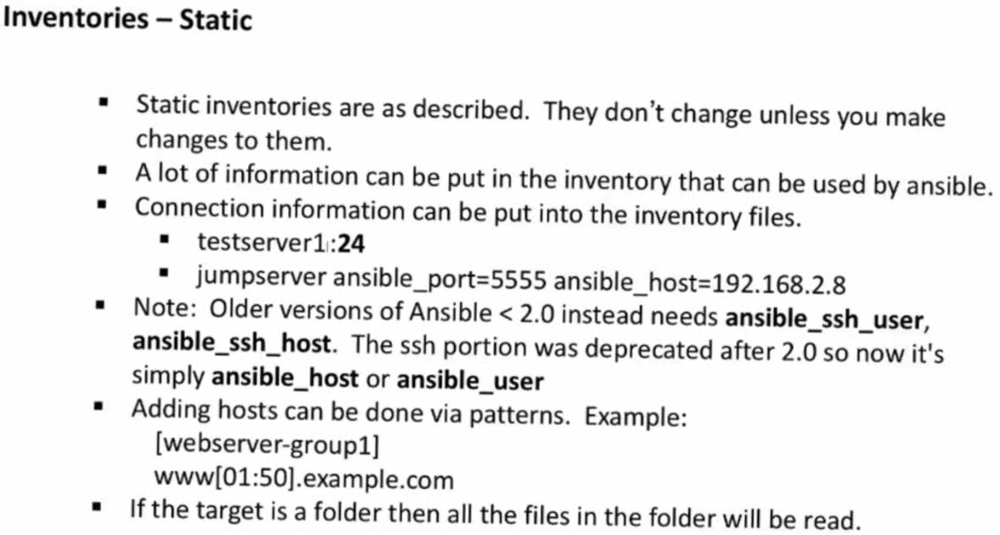 Inventories – Static
▪ Static inventories are as described.  They don't change unless you make
changes to them.
▪ A lot of information can be put in the inventory that can be used by ansible.
▪ Connection information can be put into the inventory files.
▪ testserver1:24
▪ jumpserver ansible_port=5555 ansible_host=192.168.2.8
▪ Note:  Older versions of Ansible < 2.0 instead needs ansible_ssh_user,
ansible_ssh_host.  The ssh portion was deprecated after 2.0 so now it's
simply ansible_host or ansible_user
▪ Adding hosts can be done via patterns.  Example:
[webserver-group1]
www[01:50].example.com
▪ If the target is a folder then all the files in the folder will be read.